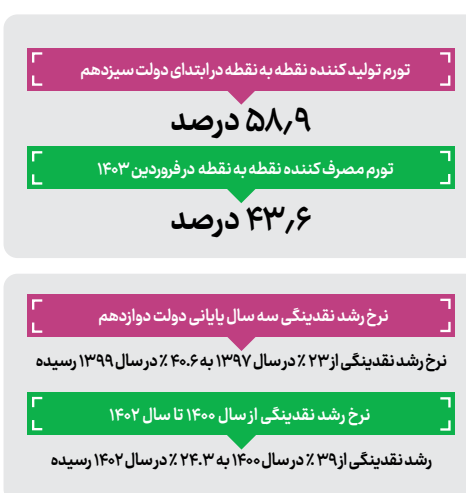 تورم تولیدکننده نقطه به نقطه در ابتدای دولت سیزدهم
۵۸٫۹ درصد
تورم مصرف‌کننده نقطه به نقطه در فروردین ۱۴۰۳
۴۳٫۶ درصد
نرخ رشد نقدینگی سه سال پایانی دولت دوازدهم
نرخ رشد نقدینگی از ۲۳ ٪ در سال ۱۳۹۷ به ۴۰.۶ ٪ در سال ۱۳۹۹ رسیده
نرخ رشد نقدینگی از سال ۱۴۰۰ تا سال ۱۴۰۲
رشد نقدینگی از ۳۹ ٪ در سال ۱۴۰۰ به ۲۴.۳ ٪ در سال ۱۴۰۲ رسیده